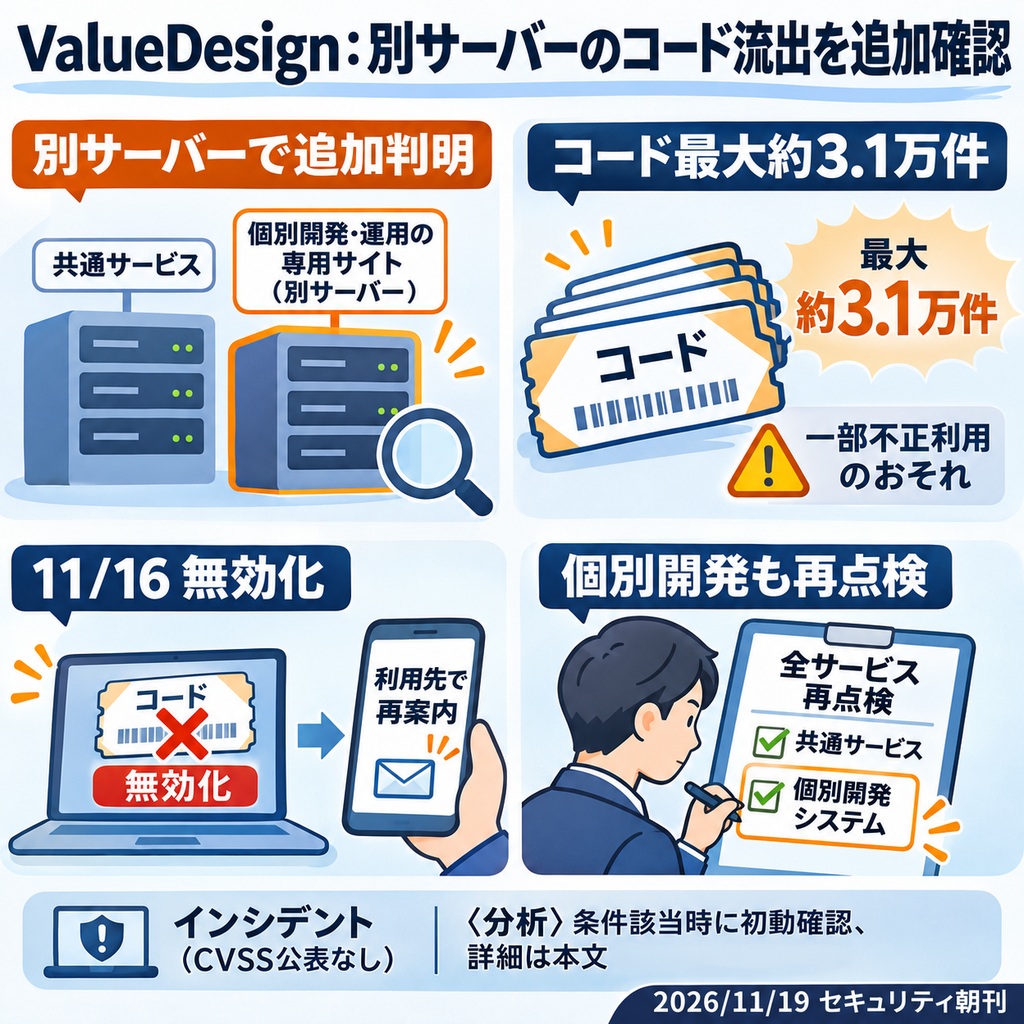 ValueDesign：別サーバーのコード流出を追加確認
別サーバーで追加判明
共通サービス
個別開発・運用の
専用サイト
（別サーバー）
コード最大約3.1万件
コード
最大
約3.1万件
一部不正利用
のおそれ
11/16 無効化
コード
無効化
利用先で
再案内
個別開発も再点検
全サービス
再点検
共通サービス
個別開発
システム
インシデント
（CVSS公表なし）
〈分析〉条件該当時に初動確認、
詳細は本文
2026/11/19 セキュリティ朝刊